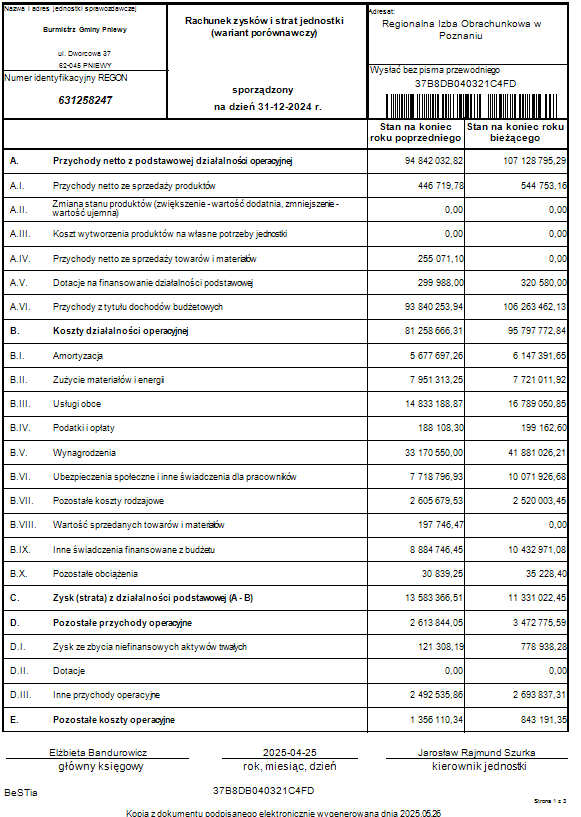 Nazwa i adres jednostki sprawozdawczej
Burmistrz Gminy Pniewy
ul. Dworcowa 37
62-045 PNIEWY
Numer identyfikacyjny REGON
631258247
Rachunek zysków i strat jednostki
(wariant porównawczy)
sporządzony
na dzień 31-12-2024 r.
Adresat:
Regionalna Izba Obrachunkowa w
Poznaniu
Wysłać bez pisma przewodniego
37B8DB040321C4FD
Stan na koniec roku poprzedniego Stan na koniec roku bieżącego
A. Przychody netto z podstawowej działalności operacyjnej 94 842 032,82 107 128 795,29
A.I. Przychody netto ze sprzedaży produktów 446 719,78 544 753,16
A.II. Zmiana stanu produktów (zwiększenie - wartość dodatnia, zmniejszenie -
wartość ujemna) 0,00 0,00
A.III. Koszt wytworzenia produktów na własne potrzeby jednostki 0,00 0,00
A.IV. Przychody netto ze sprzedaży towarów i materiałów 255 071,10 0,00
A.V. Dotacje na finansowanie działalności podstawowej 299 988,00 320 580,00
A.VI. Przychody z tytułu dochodów budżetowych 93 840 253,94 106 263 462,13
B. Koszty działalności operacyjnej 81 258 666,31 95 797 772,84
B.I. Amortyzacja 5 677 697,26 6 147 391,65
B.II. Zużycie materiałów i energii 7 951 313,25 7 721 011,92
B.III. Usługi obce 14 833 188,87 16 789 050,85
B.IV. Podatki i opłaty 188 108,30 199 162,60
B.V. Wynagrodzenia 33 170 550,00 41 881 026,21
B.VI. Ubezpieczenia społeczne i inne świadczenia dla pracowników 7 718 796,93 10 071 926,68
B.VII. Pozostałe koszty rodzajowe 2 605 679,53 2 520 003,45
B.VIII. Wartość sprzedanych towarów i materiałów 197 746,47 0,00
B.IX. Inne świadczenia finansowane z budżetu 8 884 746,45 10 432 971,08
B.X. Pozostałe obciążenia 30 839,25 35 228,40
C. Zysk (strata) z działalności podstawowej (A - B) 13 583 366,51 11 331 022,45
D. Pozostałe przychody operacyjne 2 613 844,05 3 472 775,59
D.I. Zysk ze zbycia niefinansowych aktywów trwałych 121 308,19 778 938,28
D.II. Dotacje 0,00 0,00
D.III. Inne przychody operacyjne 2 492 535,86 2 693 837,31
E. Pozostałe koszty operacyjne 1 356 110,34 843 191,35
Elżbieta Bandurowicz 2025-04-25 Jarosław Rajmund Szurka
główny księgowy rok, miesiąc, dzień kierownik jednostki
BeSTia 37B8DB040321C4FD
Strona 1 z 3
Kopia z dokumentu podpisanego elektronicznie wygenerowana dnia 2025.05.26